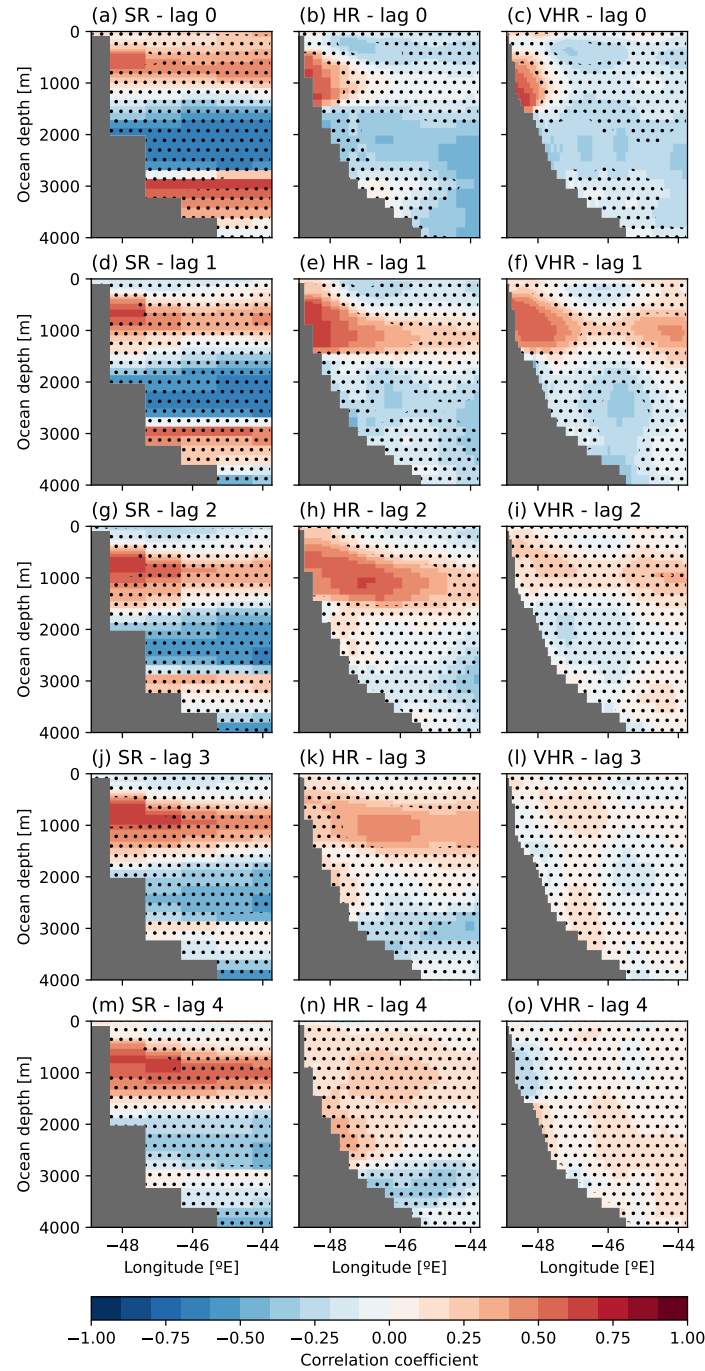 (a) SR - lag 0
(b) HR - lag 0
(c) VHR - lag 0
0
1000
2000
3000
4000
Ocean depth [m]
(d) SR - lag 1
(e) HR - lag 1
(f) VHR - lag 1
0
1000
2000
3000
4000
Ocean depth [m]
(g) SR - lag 2
(h) HR - lag 2
(i) VHR - lag 2
0
1000
2000
3000
4000
Ocean depth [m]
(j) SR - lag 3
(k) HR - lag 3
(l) VHR - lag 3
0
1000
2000
3000
4000
Ocean depth [m]
(m) SR - lag 4
(n) HR - lag 4
(o) VHR - lag 4
0
1000
2000
3000
4000
Ocean depth [m]
−48 −46 −44
−48 −46 −44
−48 −46 −44
Longitude [ºE]
Longitude [ºE]
Longitude [ºE]
−1.00 −0.75 −0.50 −0.25 0.00 0.25 0.50 0.75 1.00
Correlation coefficient